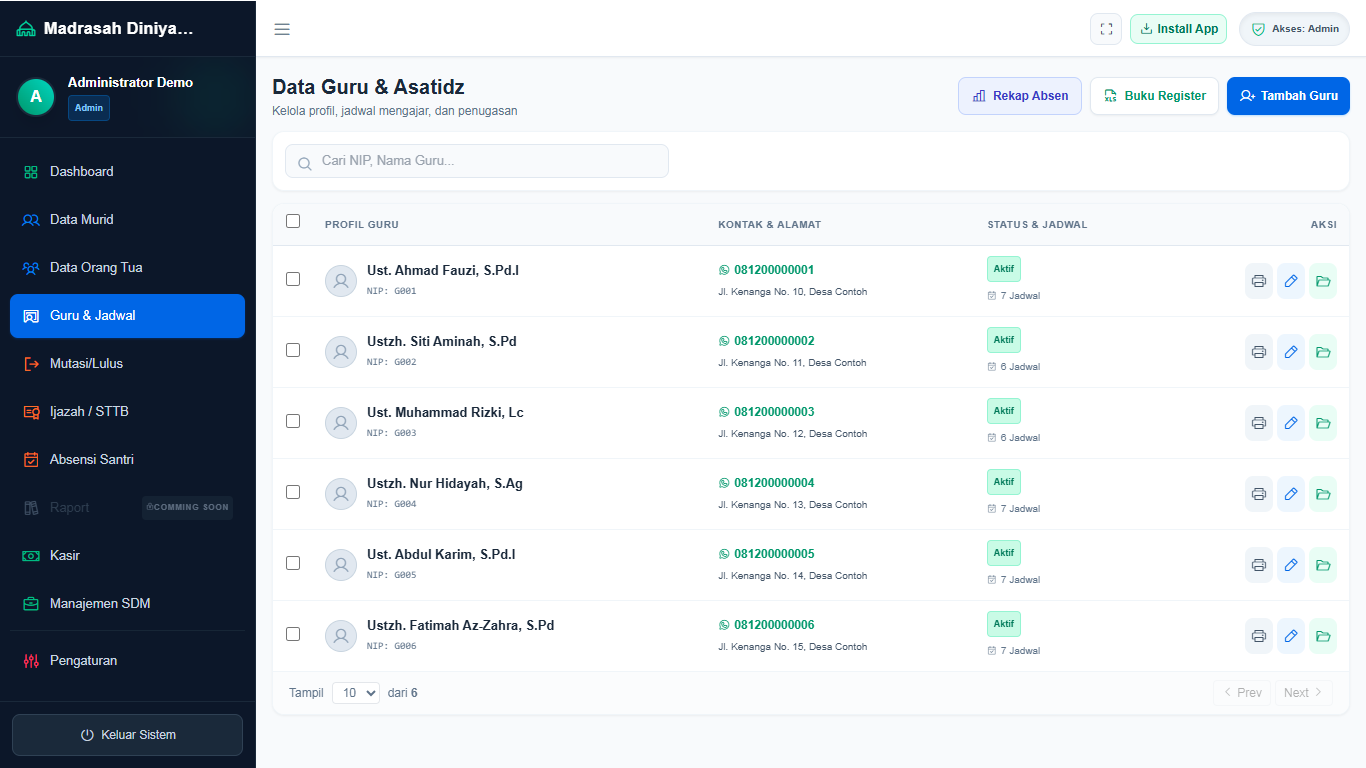 Madrasah Diniya...
A
Administrator Demo
Admin
Dashboard
Data Murid
Data Orang Tua
Guru & Jadwal
Mutasi/Lulus
Ijazah / STTB
Absensi Santri
Raport
COMMING SOON
Kasir
Manajemen SDM
Pengaturan
Keluar Sistem
Install App
Akses: Admin
Data Guru & Asatidz
Kelola profil, jadwal mengajar, dan penugasan
Rekap Absen
XLS
Buku Register
Tambah Guru
Cari NIP, Nama Guru...
PROFIL GURU KONTAK & ALAMAT STATUS & JADWAL AKSI
Ust. Ahmad Fauzi, S.Pd.I
NIP: G001
081200000001
Jl. Kenanga No. 10, Desa Contoh
Aktif
7 Jadwal
Ustzh. Siti Aminah, S.Pd
NIP: G002
081200000002
Jl. Kenanga No. 11, Desa Contoh
Aktif
6 Jadwal
Ust. Muhammad Rizki, Lc
NIP: G003
081200000003
Jl. Kenanga No. 12, Desa Contoh
Aktif
6 Jadwal
Ustzh. Nur Hidayah, S.Ag
NIP: G004
081200000004
Jl. Kenanga No. 13, Desa Contoh
Aktif
7 Jadwal
Ust. Abdul Karim, S.Pd.I
NIP: G005
081200000005
Jl. Kenanga No. 14, Desa Contoh
Aktif
7 Jadwal
Ustzh. Fatimah Az-Zahra, S.Pd
NIP: G006
081200000006
Jl. Kenanga No. 15, Desa Contoh
Aktif
7 Jadwal
Tampil 10 dari 6
Prev
Next